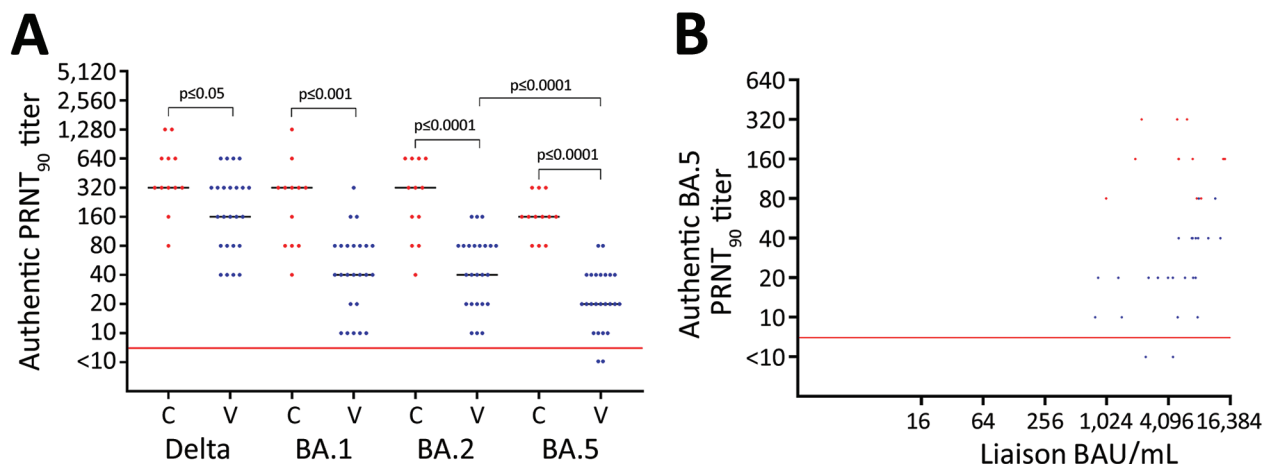 A
Authentic PRNT90 titer
5,120
2,560
1,280
640
320
160
80
40
20
10
<10
p≤0.05
p≤0.001
p≤0.0001
p≤0.0001
p≤0.0001
C V C V C V C V
Delta BA.1 BA.2 BA.5
B
Authentic BA.5
PRNT90 titer
640
320
160
80
40
20
10
<10
16 64 256 1,024 4,096 16,384
Liaison BAU/mL